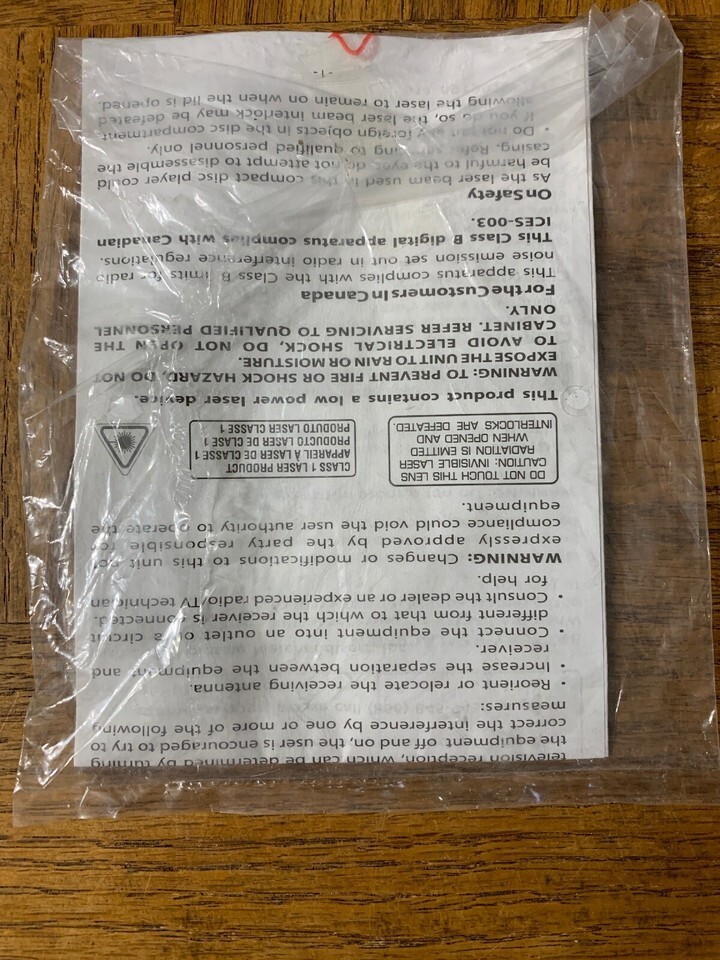 television reception, which can be determined by turning
the equipment off and on, the user is encouraged to try to
correct the interference by one or more of the following
measures:
• Reorient or relocate the receiving antenna.
• Increase the separation between the equipment and
receiver.
• Connect the equipment into an outlet on a circuit
different from that to which the receiver is connected.
• Consult the dealer or an experienced radio/TV technician
for help.
WARNING: Changes or modifications to this unit not
expressly approved by the party responsible for
compliance could void the user authority to operate the
equipment.
DO NOT TOUCH THIS LENS
CAUTION: INVISIBLE LASER
RADIATION IS EMITTED
WHEN OPENED AND
INTERLOCKS ARE DEFEATED.
CLASS 1 LASER PRODUCT
APPAREIL À LASER DE CLASSE 1
PRODUCTO LASER DE CLASE 1
PRODUTO LASER CLASSE 1
This product contains a low power laser device.
WARNING: TO PREVENT FIRE OR SHOCK HAZARD, DO NOT
EXPOSE THE UNIT TO RAIN OR MOISTURE.
TO AVOID ELECTRICAL SHOCK, DO NOT OPEN THE
CABINET. REFER SERVICING TO QUALIFIED PERSONNEL
ONLY.
For the Customers In Canada
This apparatus complies with the Class B limits for radio
noise emission set out in radio interference regulations.
This Class B digital apparatus complies with Canadian
ICES-003.
On Safety
As the laser beam used in this compact disc player could
be harmful to the eyes, do not attempt to disassemble the
casing. Refer servicing to qualified personnel only.
• Do not put any foreign objects in the disc compartment.
If you do so, the laser beam interlock may be defeated
allowing the laser to remain on when the lid is opened.
-1-